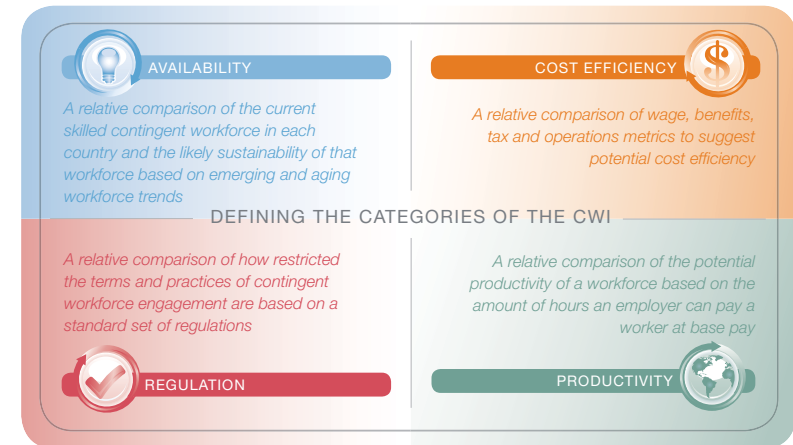 AVAILABILITY
A relative comparison of the current
skilled contingent workforce in each
country and the likely sustainability of that
workforce based on emerging and aging
workforce trends
COST EFFICIENCY
$
A relative comparison of wage, benefits,
tax and operations metrics to suggest
potential cost efficiency
DEFINING THE CATEGORIES OF THE CWI
A relative comparison of how restricted
the terms and practices of contingent
workforce engagement are based on a
standard set of regulations
REGULATION
A relative comparison of the potential
productivity of a workforce based on the
amount of hours an employer can pay a
worker at base pay
PRODUCTIVITY